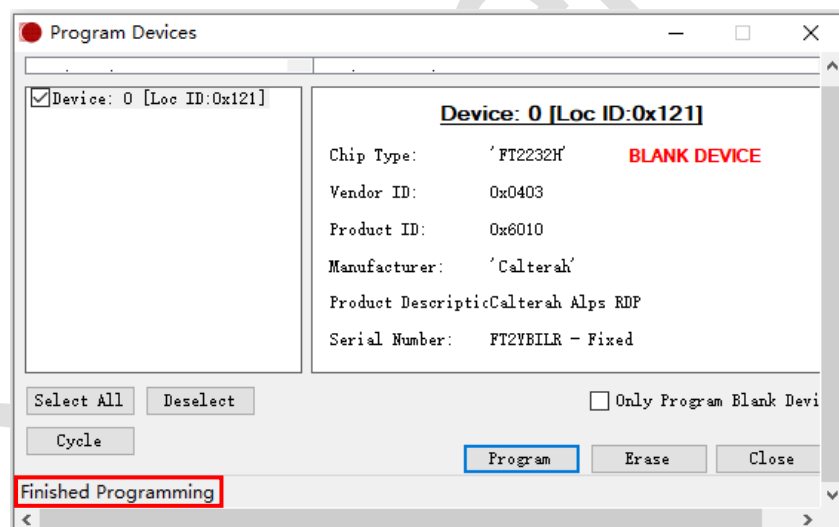 Program Devices
Device: 0 [Loc ID:0x121]
Device: 0 [Loc ID:0x121]
Chip Type: 'FT2232H' BLANK DEVICE
Vendor ID: 0x0403
Product ID: 0x6010
Manufacturer: 'Calterah'
Product DescripticCalterah Alps RDP
Serial Number: FT2YBILR - Fixed
Select All Deselect Only Program Blank Devi
Cycle
Program Erase Close
Finished Programming